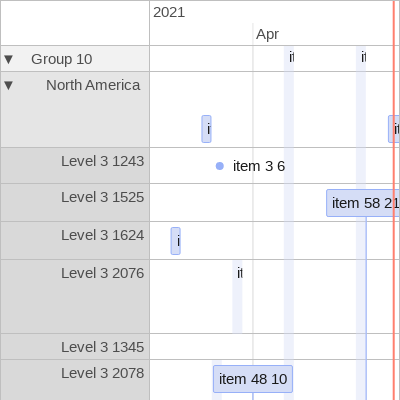 2021
Apr
▼ Group 10
▼ North America
Level 3 1243
item 3 6
Level 3 1525
item 58 21
Level 3 1624
Level 3 2076
Level 3 1345
Level 3 2078
item 48 10